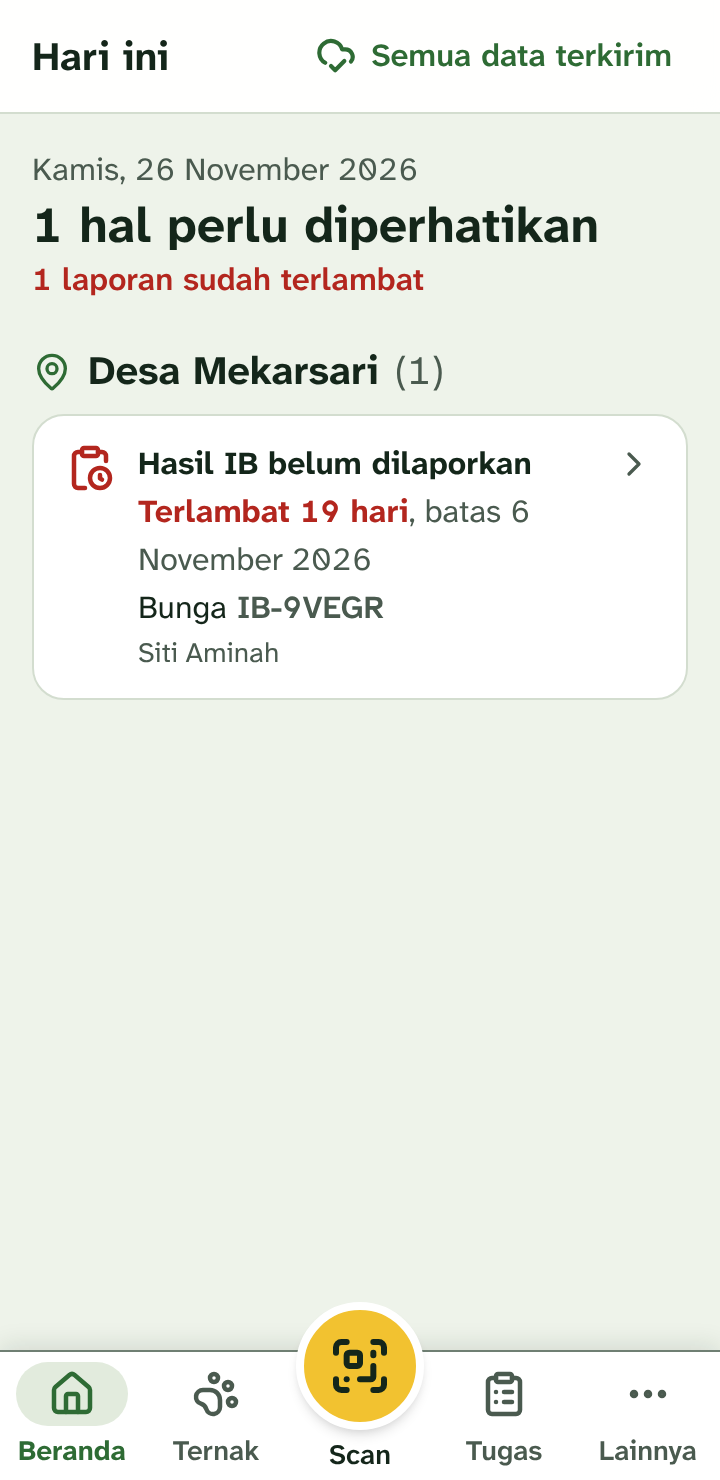 Hari ini
Semua data terkirim
Kamis, 26 November 2026
1 hal perlu diperhatikan
1 laporan sudah terlambat
Desa Mekarsari (1)
Hasil IB belum dilaporkan
Terlambat 19 hari, batas 6
November 2026
Bunga IB-9VEGR
Siti Aminah
Beranda
Ternak
Scan
Tugas
Lainnya